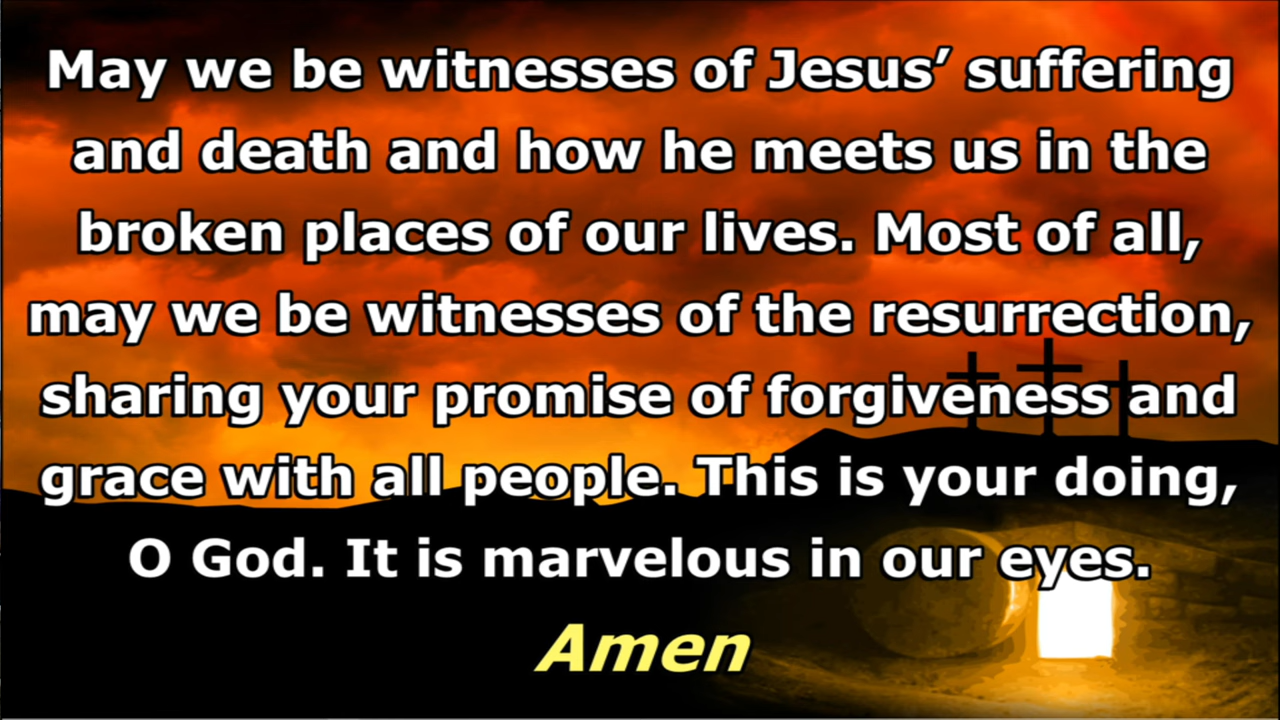 May we be witnesses of Jesus’ suffering
and death and how he meets us in the
broken places of our lives. Most of all,
may we be witnesses of the resurrection,
sharing your promise of forgiveness and
grace with all people. This is your doing,
O God. It is marvelous in our eyes.
Amen